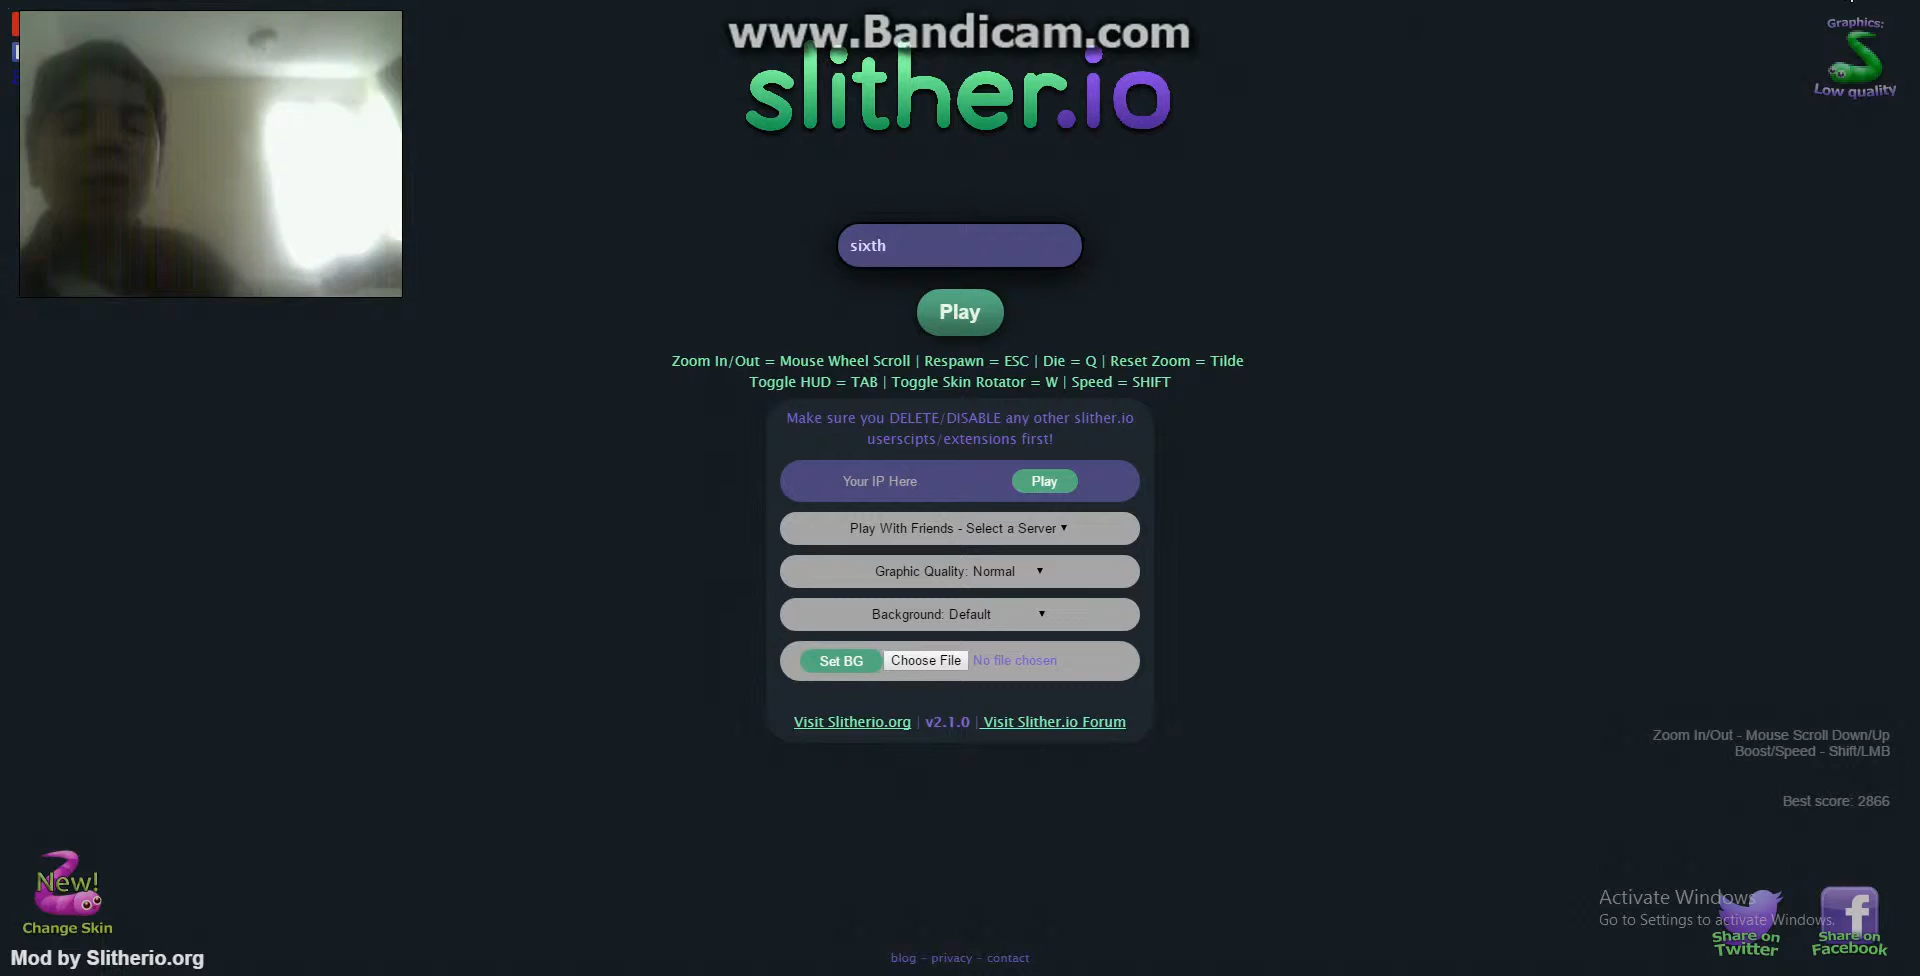 www.Bandicam.com
Graphics:
Low quality
slither.io
sixth
Play
Zoom In/Out = Mouse Wheel Scroll | Respawn = ESC | Die = Q | Reset Zoom = Tilde
Toggle HUD = TAB | Toggle Skin Rotator = W | Speed = SHIFT
Make sure you DELETE/DISABLE any other slither.io
userscipts/extensions first!
Your IP Here Play
Play With Friends - Select a Server
Graphic Quality: Normal
Background: Default
Set BG Choose File No file chosen
Visit Slitherio.org | v2.1.0 | Visit Slither.io Forum
Zoom In/Out - Mouse Scroll Down/Up
Boost/Speed - Shift/LMB
Best score: 2866
New!
Change Skin
Mod by Slitherio.org
Activate Windows
Go to Settings to activate Windows.
Share on
Twitter
Share on
Facebook
blog - privacy - contact